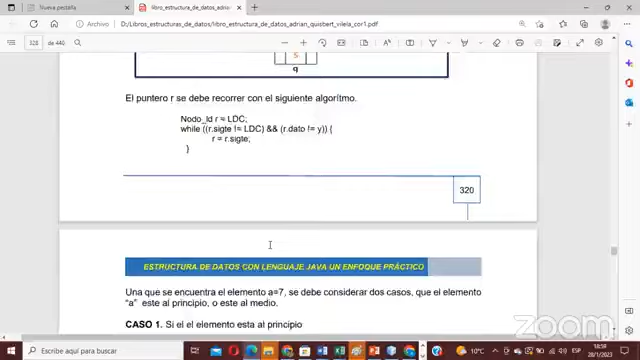 Nueva pestaña
libro_estructura_de_datos_adrian_
Archivo
D:/Libros_estructuras_de_datos/libro_estructura_de_datos_adrian_quisbert_vilela_cor1.pdf
328
de 440
S
q
El puntero r se debe recorrer con el siguiente algoritmo.
Nodo_ld r = LDC;
while ((r.sigte != LDC) && (r.dato != y)) {
r = r.sigte;
}
320
ESTRUCTURA DE DATOS CON LENGUAJE JAVA UN ENFOQUE PRÁCTICO
Una que se encuentra el elemento a=7, se debe considerar dos casos, que el elemento
“a” este al principio, o este al medio.
CASO 1. Si el el elemento esta al principio
zoom
Escribe aquí para buscar
10°C
ESP
18:59
28/1/2023